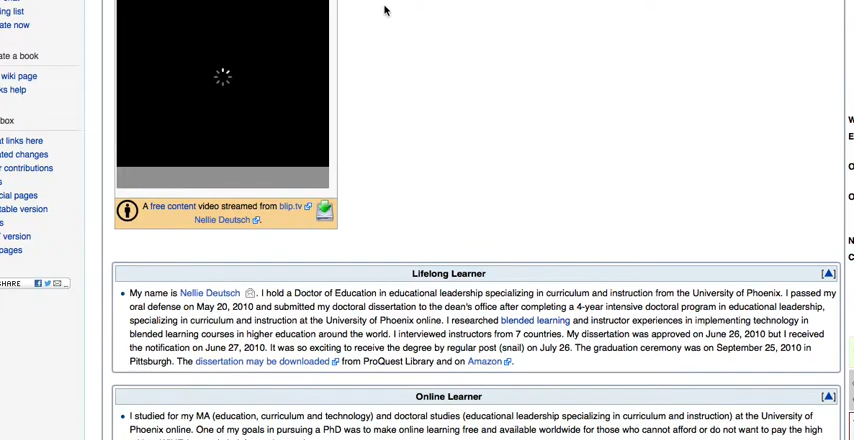 ing list
ate now
ate a book
wiki page
ks help
box
at links here
ated changes
r contributions
s
cial pages
table version
s
version
pages
SHARE
A free content video streamed from blip.tv
Nellie Deutsch .
Lifelong Learner [▲]
• My name is Nellie Deutsch . I hold a Doctor of Education in educational leadership specializing in curriculum and instruction from the University of Phoenix. I passed my
oral defense on May 20, 2010 and submitted my doctoral dissertation to the dean's office after completing a 4-year intensive doctoral program in educational leadership,
specializing in curriculum and instruction at the University of Phoenix online. I researched blended learning and instructor experiences in implementing technology in
blended learning courses in higher education around the world. I interviewed instructors from 7 countries. My dissertation was approved on June 26, 2010 but I received
the notification on June 27, 2010. It was so exciting to receive the degree by regular post (snail) on July 26. The graduation ceremony was on September 25, 2010 in
Pittsburgh. The dissertation may be downloaded from ProQuest Library and on Amazon .
Online Learner [▲]
• I studied for my MA (education, curriculum and technology) and doctoral studies (educational leadership specializing in curriculum and instruction) at the University of
Phoenix online. One of my goals in pursuing a PhD was to make online learning free and available worldwide for those who cannot afford or do not want to pay the high
W
E
O
O
N
C